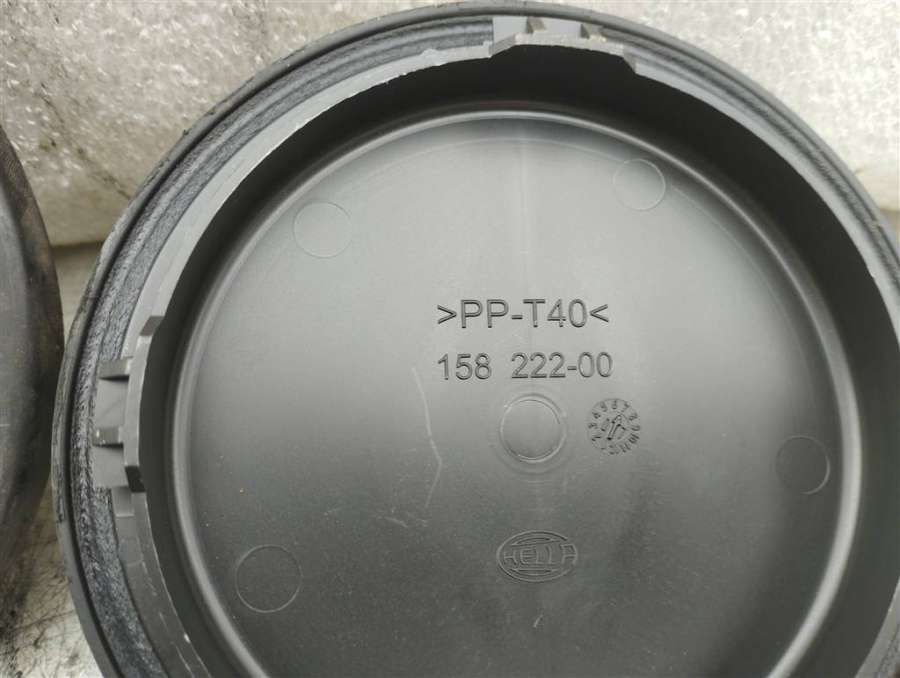 >PP-T40<
158 222-00
HELLA